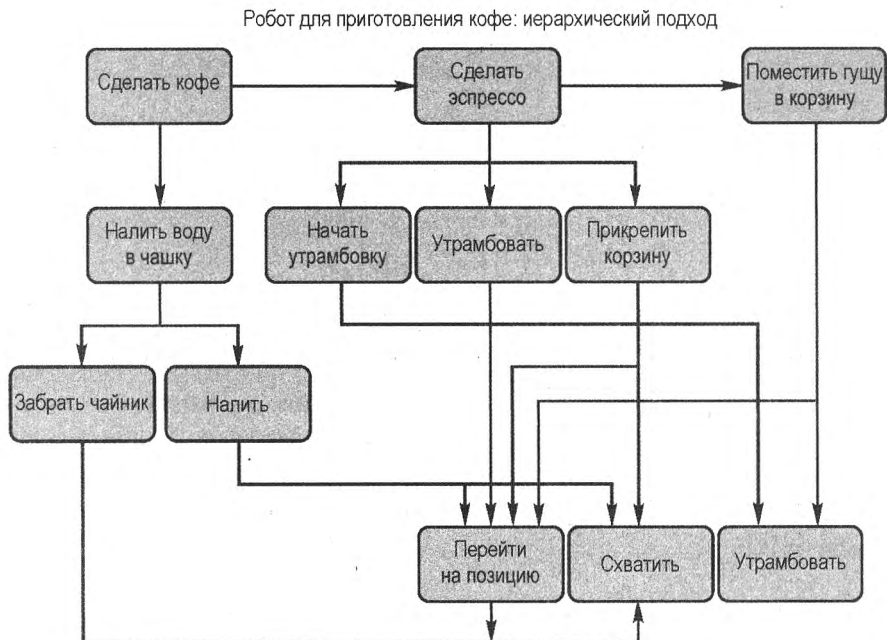 Робот для приготовления кофе: иерархический подход
Сделать кофе
Сделать
эспрессо
Поместить гущу
в корзину
Налить воду
в чашку
Начать
утрамбовку
Утрамбовать
Прикрепить
корзину
Забрать чайник
Налить
Перейти
на позицию
Схватить
Утрамбовать